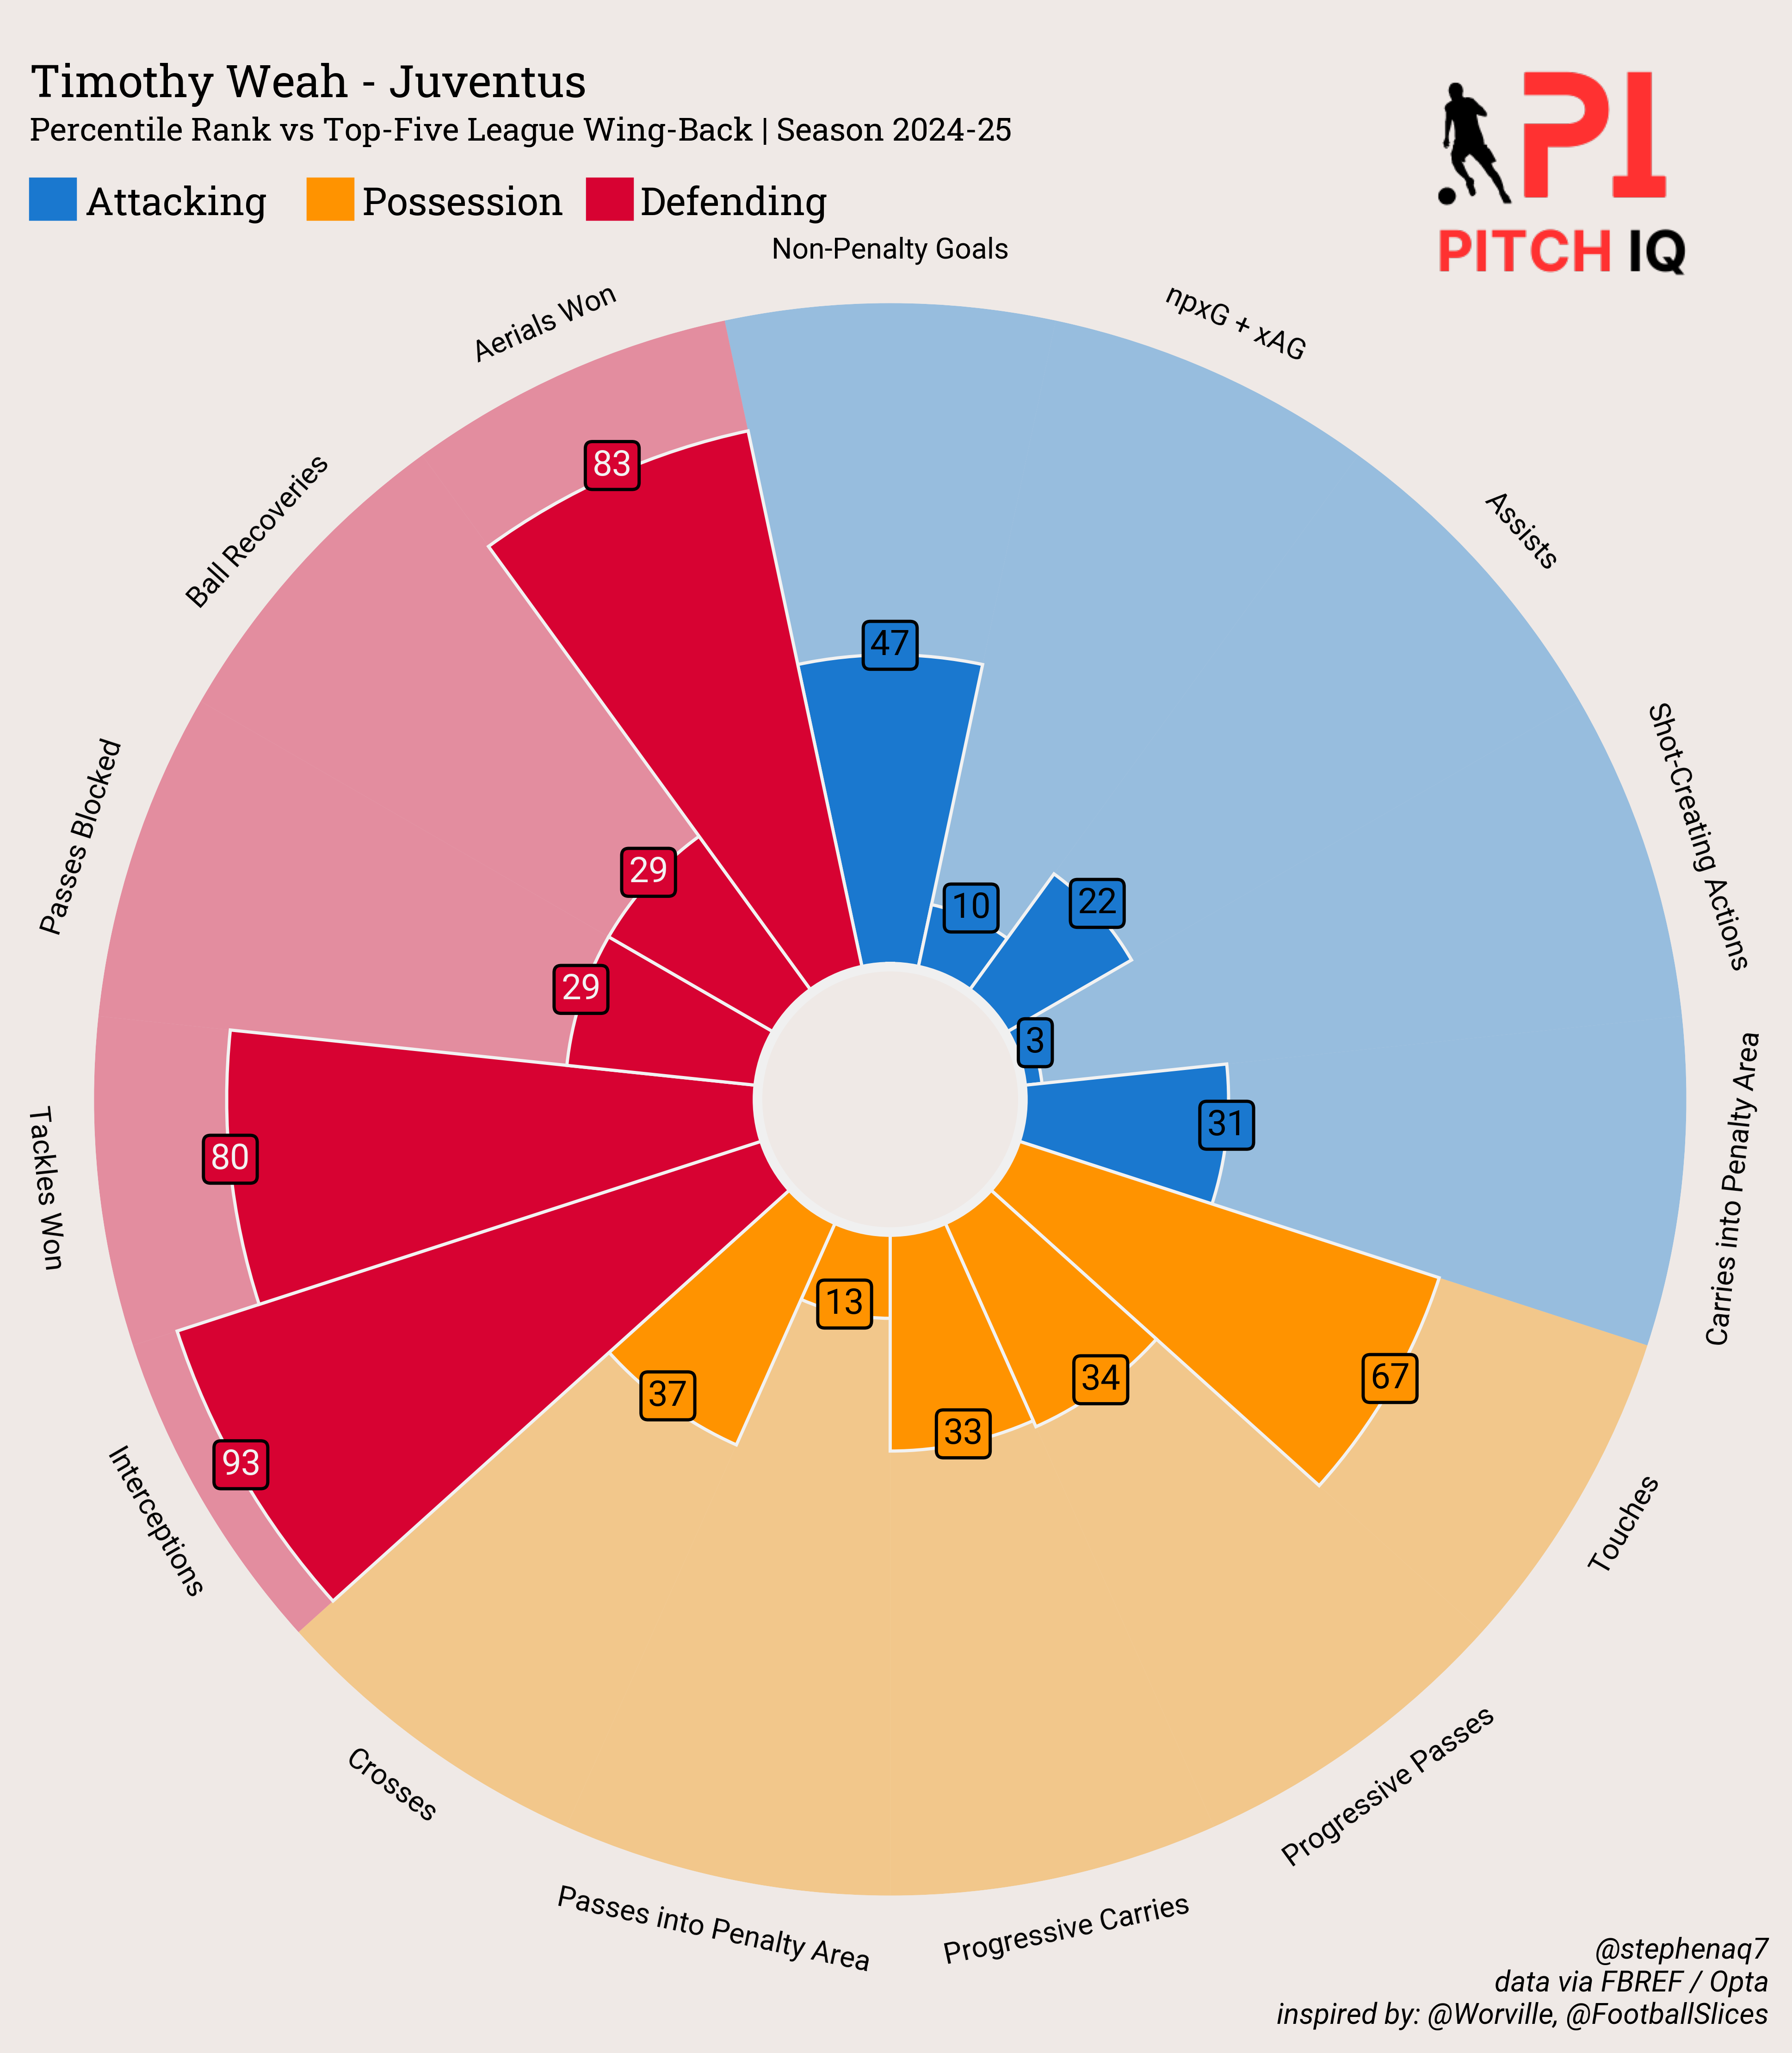 Timothy Weah - Juventus
Percentile Rank vs Top-Five League Wing-Back | Season 2024-25
Attacking Possession Defending
PI
PITCH IQ
Non-Penalty Goals
npxG + xAG
Assists
Shot-Creating Actions
Carries into Penalty Area
Touches
Progressive Passes
Progressive Carries
Passes into Penalty Area
Crosses
Interceptions
Tackles Won
Passes Blocked
Ball Recoveries
Aerials Won
47
10
22
3
31
67
34
33
13
37
93
80
29
29
83
@stephenaq7
data via FBREF / Opta
inspired by: @Worville, @FootballSlices